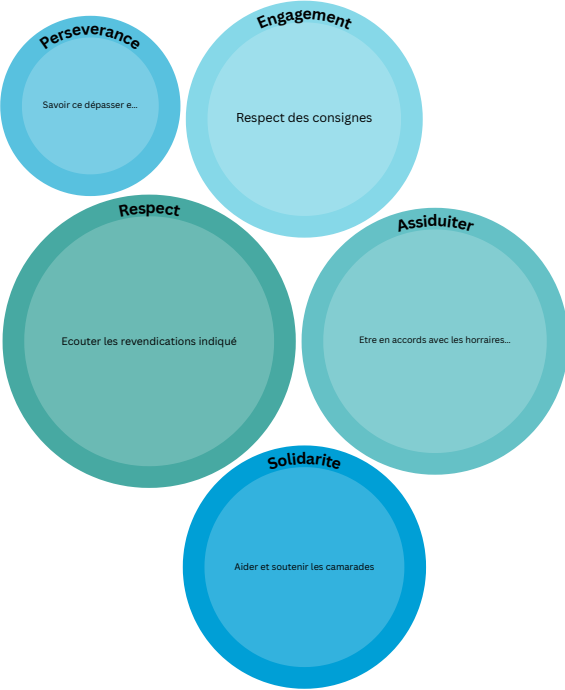 Perseverance
Savoir ce dépasser e...
Engagement
Respect des consignes
Respect
Ecouter les revendications indiqué
Assiduiter
Etre en accords avec les horraires...
Solidarite
Aider et soutenir les camarades